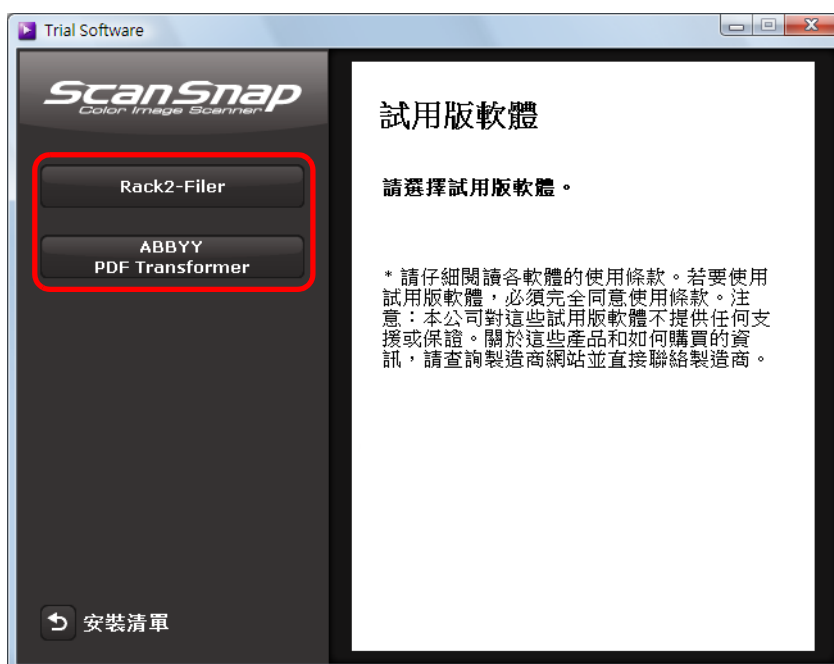 Trial Software
ScanSnap
Color Image Scanner
Rack2-Filer
ABBYY
PDF Transformer
安裝清單
試用版軟體
請選擇試用版軟體。
* 請仔細閱讀各軟體的使用條款。若要使用
試用版軟體，必須完全同意使用條款。注
意：本公司對這些試用版軟體不提供任何支
援或保證。關於這些產品和如何購買的資
訊，請查詢製造商網站並直接聯絡製造商。